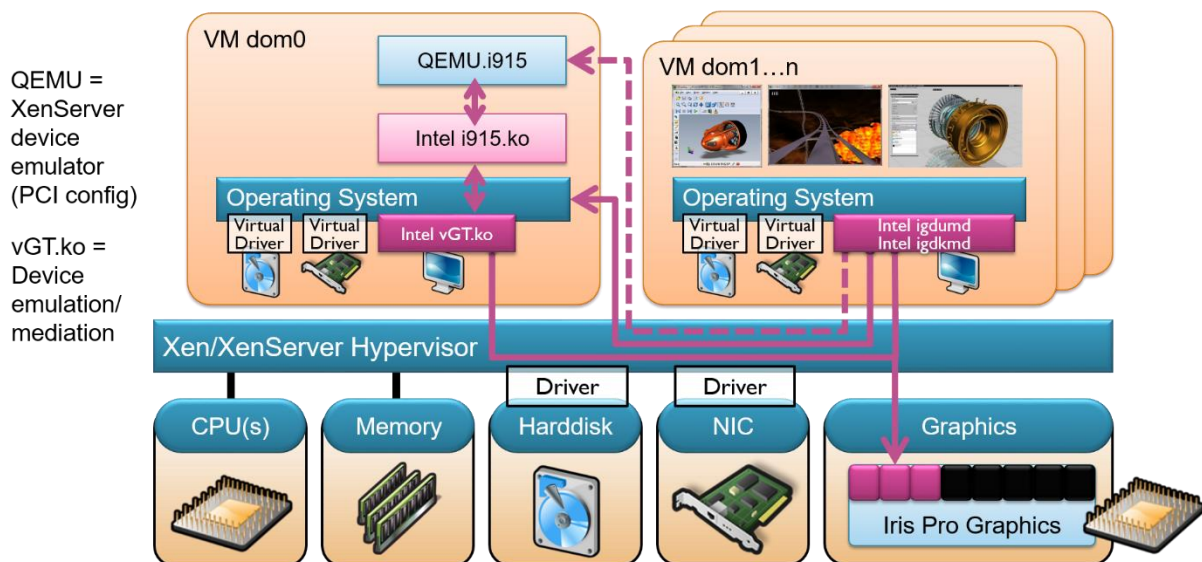 QEMU =
XenServer
device
emulator
(PCI config)
vGT.ko =
Device
emulation/
mediation
VM dom0
QEMU.i915
Intel i915.ko
Operating System
Virtual
Driver
Virtual
Driver
Intel vGT.ko
VM dom1...n
Operating System
Virtual
Driver
Virtual
Driver
Intel igdumd
Intel igdkmd
Xen/XenServer Hypervisor
Driver
Driver
CPU(s)
Memory
Harddisk
NIC
Graphics
Iris Pro Graphics